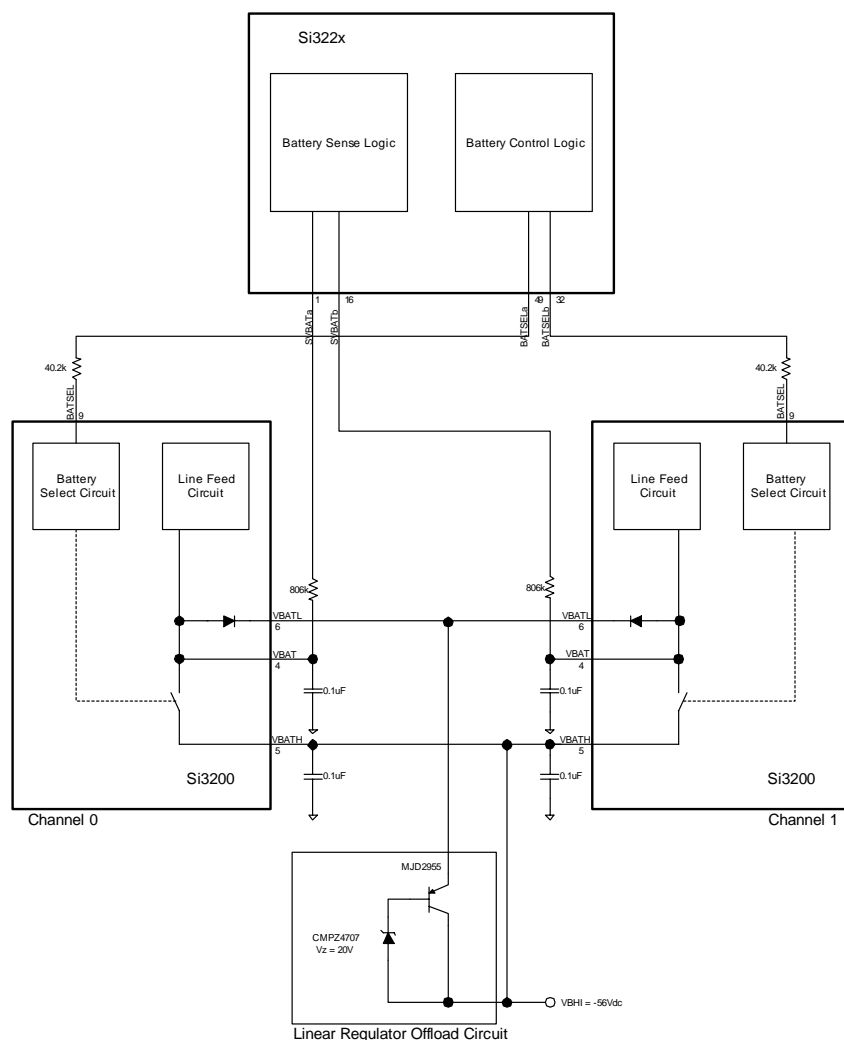 Si322x
Battery Sense Logic
Battery Control Logic
1
16
49
32
SVBATa
SVBATb
BATSELa
BATSELb
40.2k
40.2k
BATSEL
9
BATSEL
9
Battery
Select Circuit
Line Feed
Circuit
Line Feed
Circuit
Battery
Select Circuit
806k
806k
VBATL
6
VBATL
6
VBAT
4
VBAT
4
0.1uF
0.1uF
VBATH
5
VBATH
5
Si3200
0.1uF
0.1uF
Si3200
Channel 0
Channel 1
MJD2955
CMPZ4707
Vz = 20V
VBHI = -56Vdc
Linear Regulator Offload Circuit